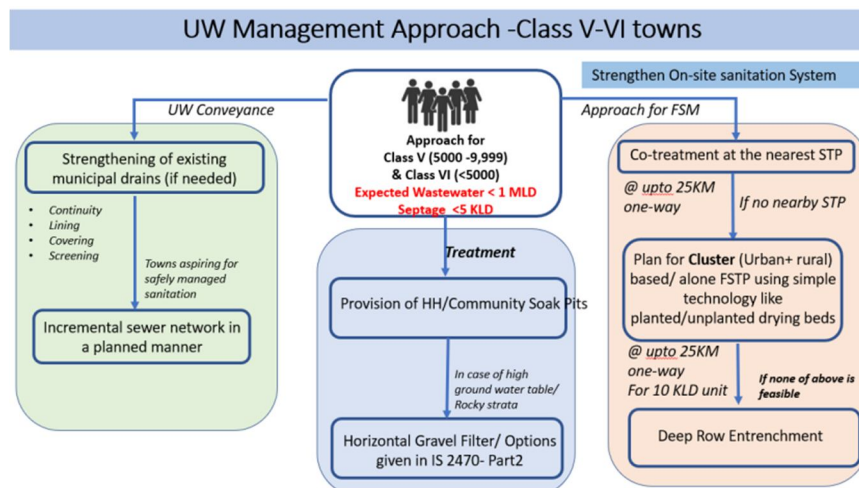 UW Management Approach -Class V-VI towns
Strengthen On-site sanitation System
UW Conveyance
Approach for
Class V (5000 -9,999)
& Class VI (<5000)
Expected Wastewater < 1 MLD
Septage <5 KLD
Approach for FSM
Strengthening of existing
municipal drains (if needed)
• Continuity
• Lining
• Covering
• Screening
Towns aspiring for
safely managed
sanitation
Incremental sewer network in
a planned manner
Treatment
Provision of HH/Community Soak Pits
In case of high
ground water table/
Rocky strata
Horizontal Gravel Filter/ Options
given in IS 2470- Part2
Co-treatment at the nearest STP
@ upto 25KM
one-way
If no nearby STP
Plan for Cluster (Urban+ rural)
based/ alone FSTP using simple
technology like
planted/unplanted drying beds
@ upto 25KM
one-way
For 10 KLD unit
If none of above is
feasible
Deep Row Entrenchment